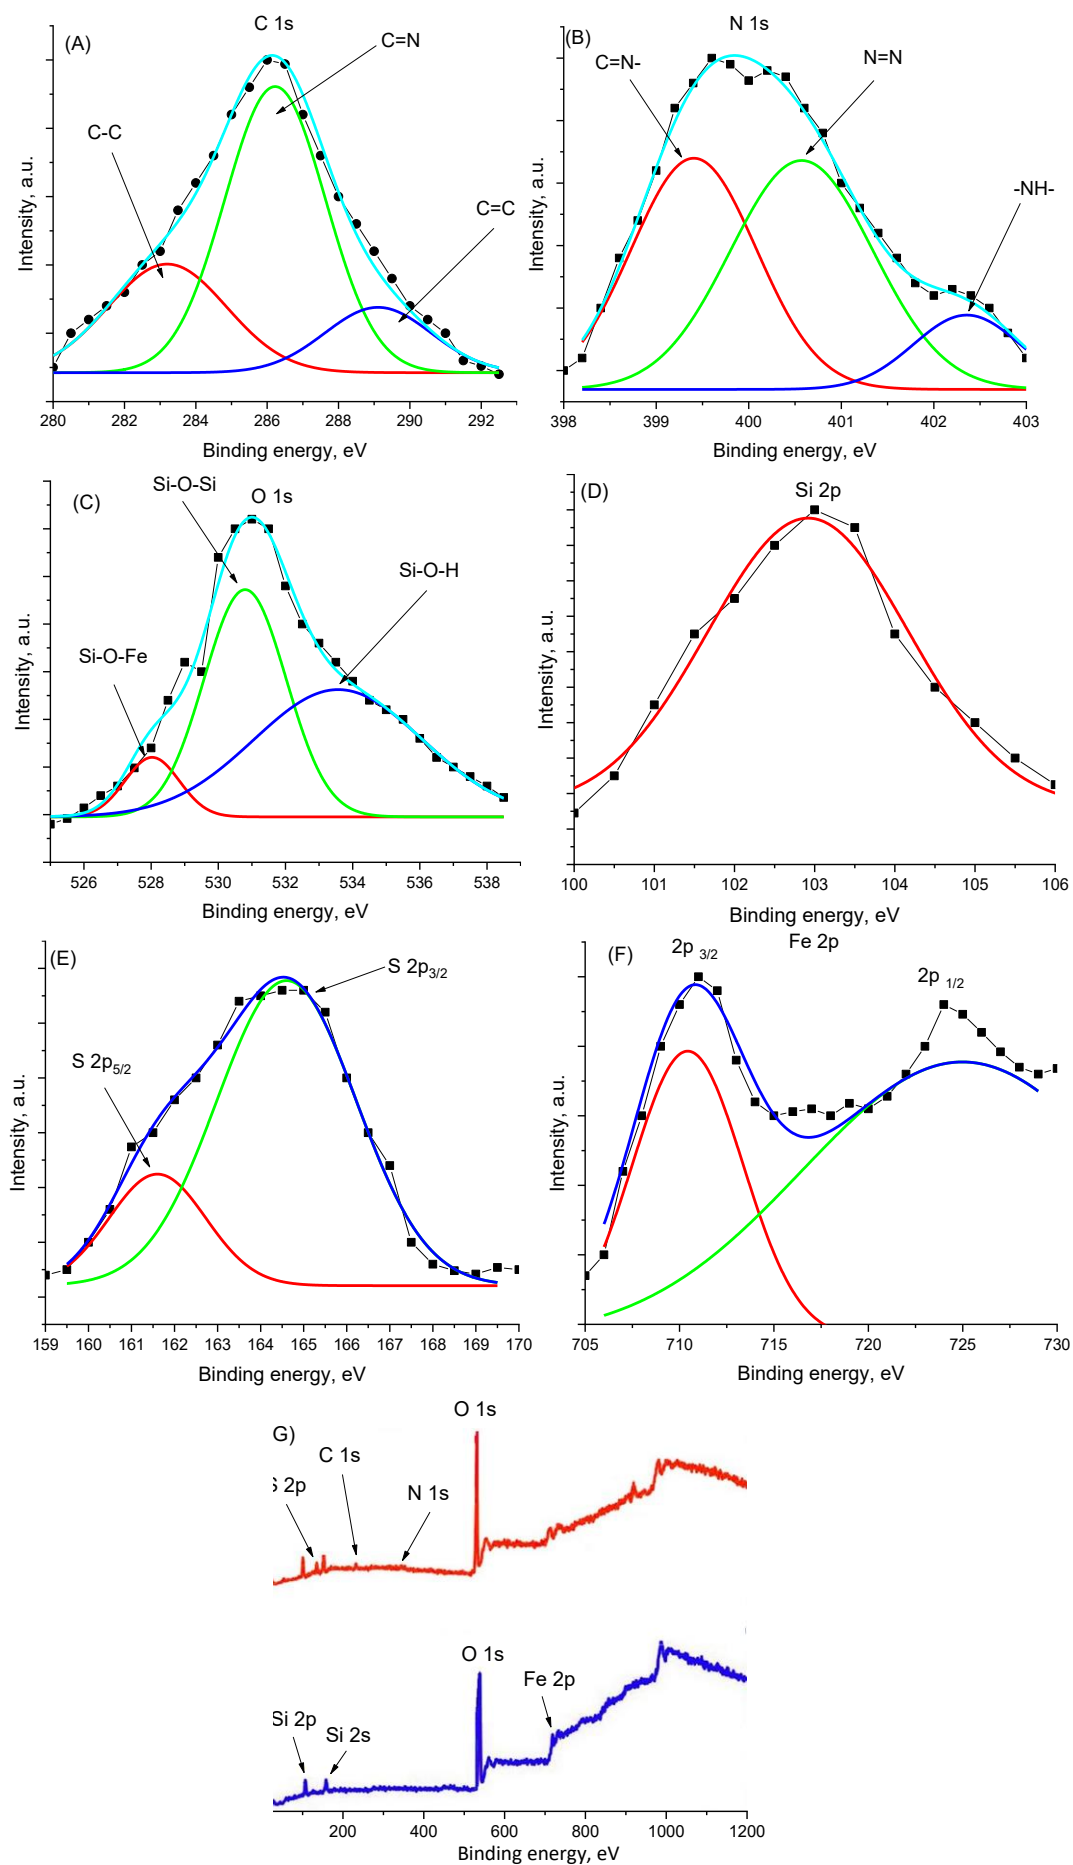 (A)
C 1s
C=N
C-C
C=C
Intensity, a.u.
280 282 284 286 288 290 292
Binding energy, eV
(B)
N 1s
C=N-
N=N
-NH-
Intensity, a.u.
398 399 400 401 402 403
Binding energy, eV
(C)
Si-O-Si
O 1s
Si-O-H
Si-O-Fe
Intensity, a.u.
526 528 530 532 534 536 538
Binding energy, eV
(D)
Si 2p
Intensity, a.u.
100 101 102 103 104 105 106
Binding energy, eV
(E)
S 2p3/2
S 2p5/2
Intensity, a.u.
159 160 161 162 163 164 165 166 167 168 169 170
Binding energy, eV
(F)
Fe 2p
2p 3/2
2p 1/2
Intensity, a.u.
705 710 715 720 725 730
Binding energy, eV
G)
O 1s
C 1s
S 2p
N 1s
O 1s
Fe 2p
Si 2p
Si 2s
200 400 600 800 1000 1200
Binding energy, eV